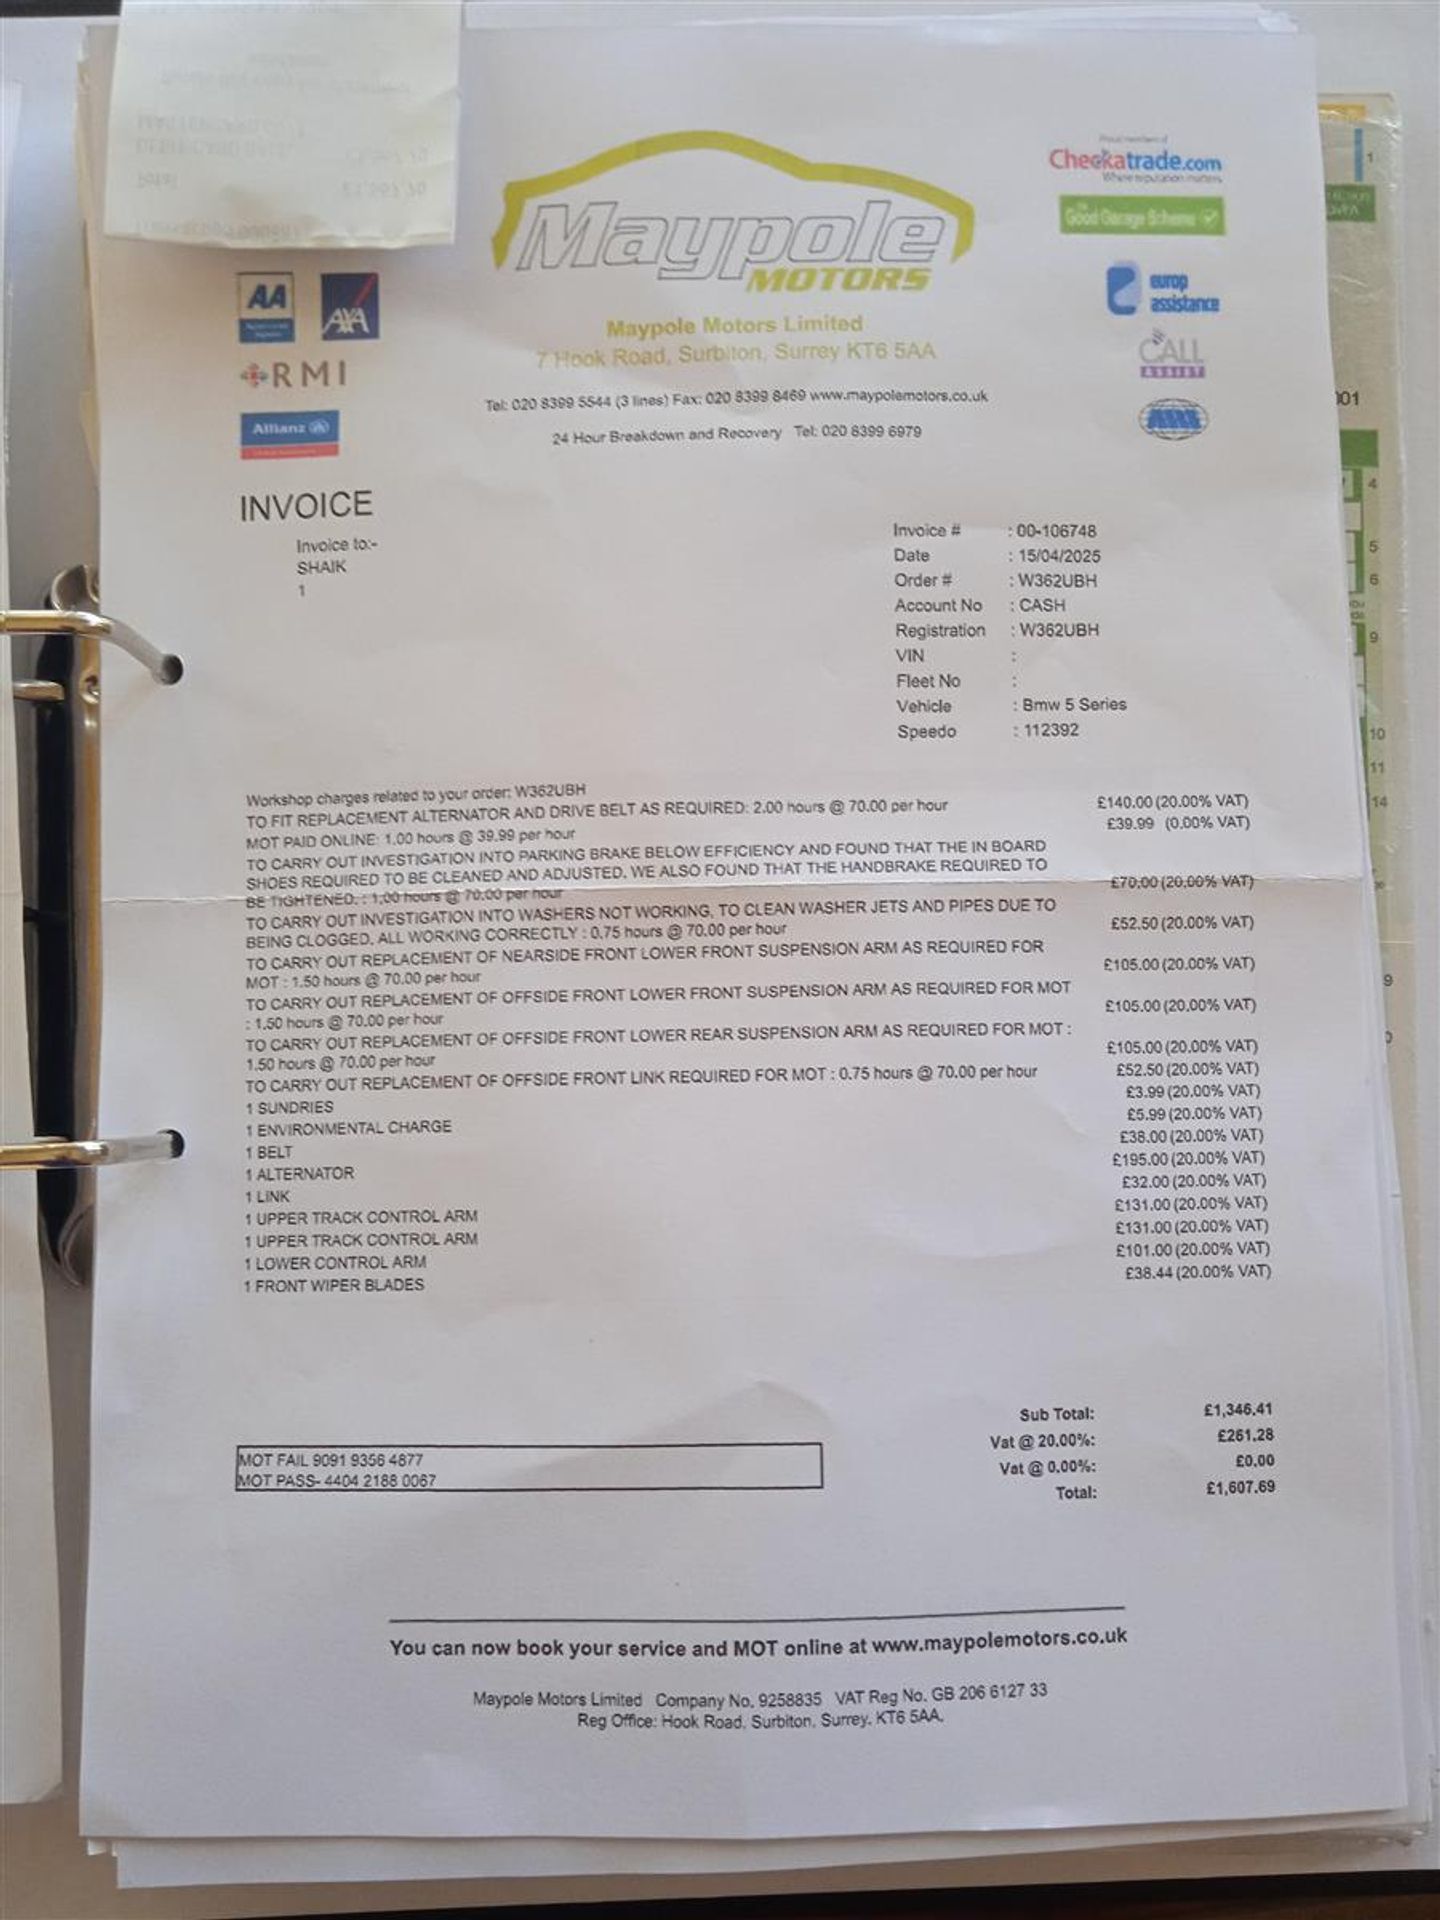 Proud members of
Checkatrade.com
Where reputation matters
Good Garage Scheme
Maypole
MOTORS
AA
AXA
RMI
Allianz
europ
assistance
CALL
ASSIST
Maypole Motors Limited
7 Hook Road, Surbiton, Surrey KT6 5AA
Tel: 020 8399 5544 (3 lines) Fax: 020 8399 8469 www.maypolemotors.co.uk
24 Hour Breakdown and Recovery Tel: 020 8399 6979
INVOICE
Invoice to:-
SHAIK
1
Invoice # : 00-106748
Date : 15/04/2025
Order # : W362UBH
Account No : CASH
Registration : W362UBH
VIN :
Fleet No :
Vehicle : Bmw 5 Series
Speedo : 112392
Workshop charges related to your order: W362UBH
TO FIT REPLACEMENT ALTERNATOR AND DRIVE BELT AS REQUIRED: 2.00 hours @ 70.00 per hour £140.00 (20.00% VAT)
MOT PAID ONLINE: 1.00 hours @ 39.99 per hour £39.99 (0.00% VAT)
TO CARRY OUT INVESTIGATION INTO PARKING BRAKE BELOW EFFICIENCY AND FOUND THAT THE IN BOARD
SHOES REQUIRED TO BE CLEANED AND ADJUSTED. WE ALSO FOUND THAT THE HANDBRAKE REQUIRED TO
BE TIGHTENED. : 1.00 hours @ 70.00 per hour £70.00 (20.00% VAT)
TO CARRY OUT INVESTIGATION INTO WASHERS NOT WORKING, TO CLEAN WASHER JETS AND PIPES DUE TO
BEING CLOGGED. ALL WORKING CORRECTLY : 0.75 hours @ 70.00 per hour £52.50 (20.00% VAT)
TO CARRY OUT REPLACEMENT OF NEARSIDE FRONT LOWER FRONT SUSPENSION ARM AS REQUIRED FOR
MOT : 1.50 hours @ 70.00 per hour £105.00 (20.00% VAT)
TO CARRY OUT REPLACEMENT OF OFFSIDE FRONT LOWER FRONT SUSPENSION ARM AS REQUIRED FOR MOT
: 1.50 hours @ 70.00 per hour £105.00 (20.00% VAT)
TO CARRY OUT REPLACEMENT OF OFFSIDE FRONT LOWER REAR SUSPENSION ARM AS REQUIRED FOR MOT :
1.50 hours @ 70.00 per hour £105.00 (20.00% VAT)
TO CARRY OUT REPLACEMENT OF OFFSIDE FRONT LINK REQUIRED FOR MOT : 0.75 hours @ 70.00 per hour £52.50 (20.00% VAT)
1 SUNDRIES £3.99 (20.00% VAT)
1 ENVIRONMENTAL CHARGE £5.99 (20.00% VAT)
1 BELT £38.00 (20.00% VAT)
1 ALTERNATOR £195.00 (20.00% VAT)
1 LINK £32.00 (20.00% VAT)
1 UPPER TRACK CONTROL ARM £131.00 (20.00% VAT)
1 UPPER TRACK CONTROL ARM £131.00 (20.00% VAT)
1 LOWER CONTROL ARM £101.00 (20.00% VAT)
1 FRONT WIPER BLADES £38.44 (20.00% VAT)
Sub Total: £1,346.41
Vat @ 20.00%: £261.28
Vat @ 0.00%: £0.00
Total: £1,607.69
MOT FAIL 9091 9356 4877
MOT PASS- 4404 2188 0067
You can now book your service and MOT online at www.maypolemotors.co.uk
Maypole Motors Limited Company No. 9258835 VAT Reg No. GB 206 6127 33
Reg Office: Hook Road, Surbiton, Surrey. KT6 5AA.
1
001
4
5
6
9
10
11
14
9